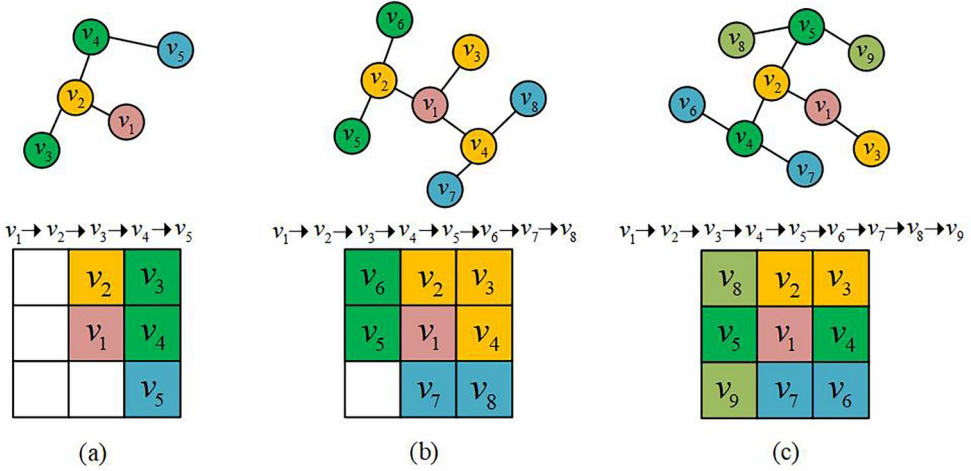 v6
v5
v4
v5
v3
v8
v9
v2
v2
v2
v8
v1
v6
v1
v1
v5
v4
v4
v3
v3
v7
v7
v1→v2→v3→v4→v5
v1→v2→v3→v4→v5→v6→v7→v8
v1→v2→v3→v4→v5→v6→v7→v8→v9
v2 v3 v6 v2 v3 v8 v2 v3
v1 v4 v5 v1 v4 v5 v1 v4
v5 v7 v8 v9 v7 v6
(a) (b) (c)